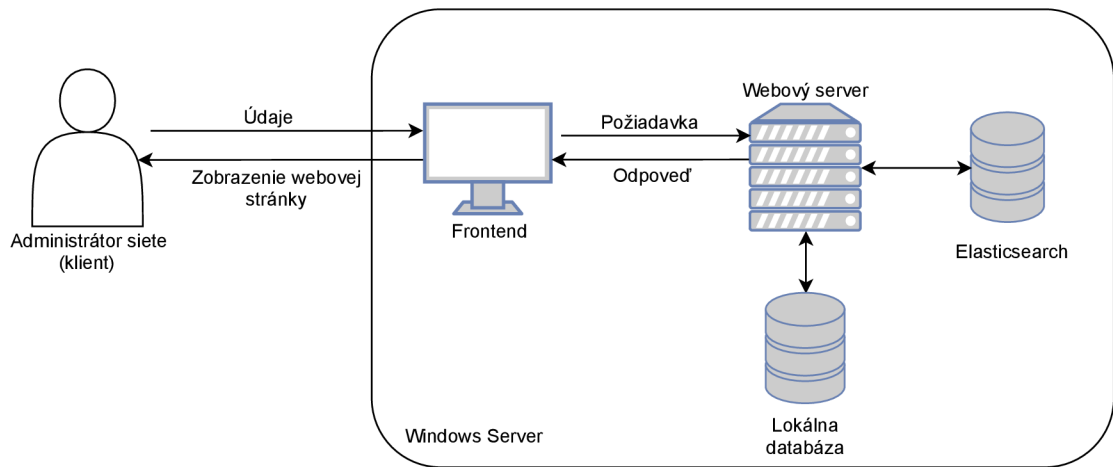 Administrátor siete
(klient)
Údaje
Zobrazenie webovej
stránky
Frontend
Požiadavka
Odpoveď
Webový server
Elasticsearch
Lokálna
databáza
Windows Server